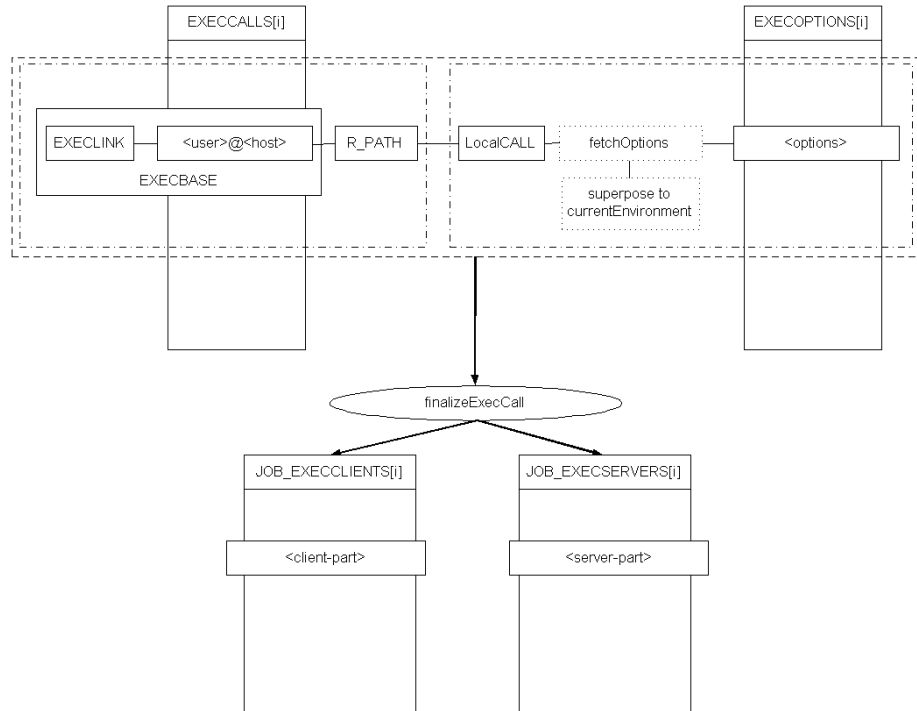 EXECCALLS[i]
EXECOPTIONS[i]
EXECLINK
<user>@<host>
R_PATH
LocalCALL
fetchOptions
<options>
EXECBASE
superpose to
currentEnvironment
finalizeExecCall
JOB_EXECCLIENTS[i]
JOB_EXECSERVERS[i]
<client-part>
<server-part>